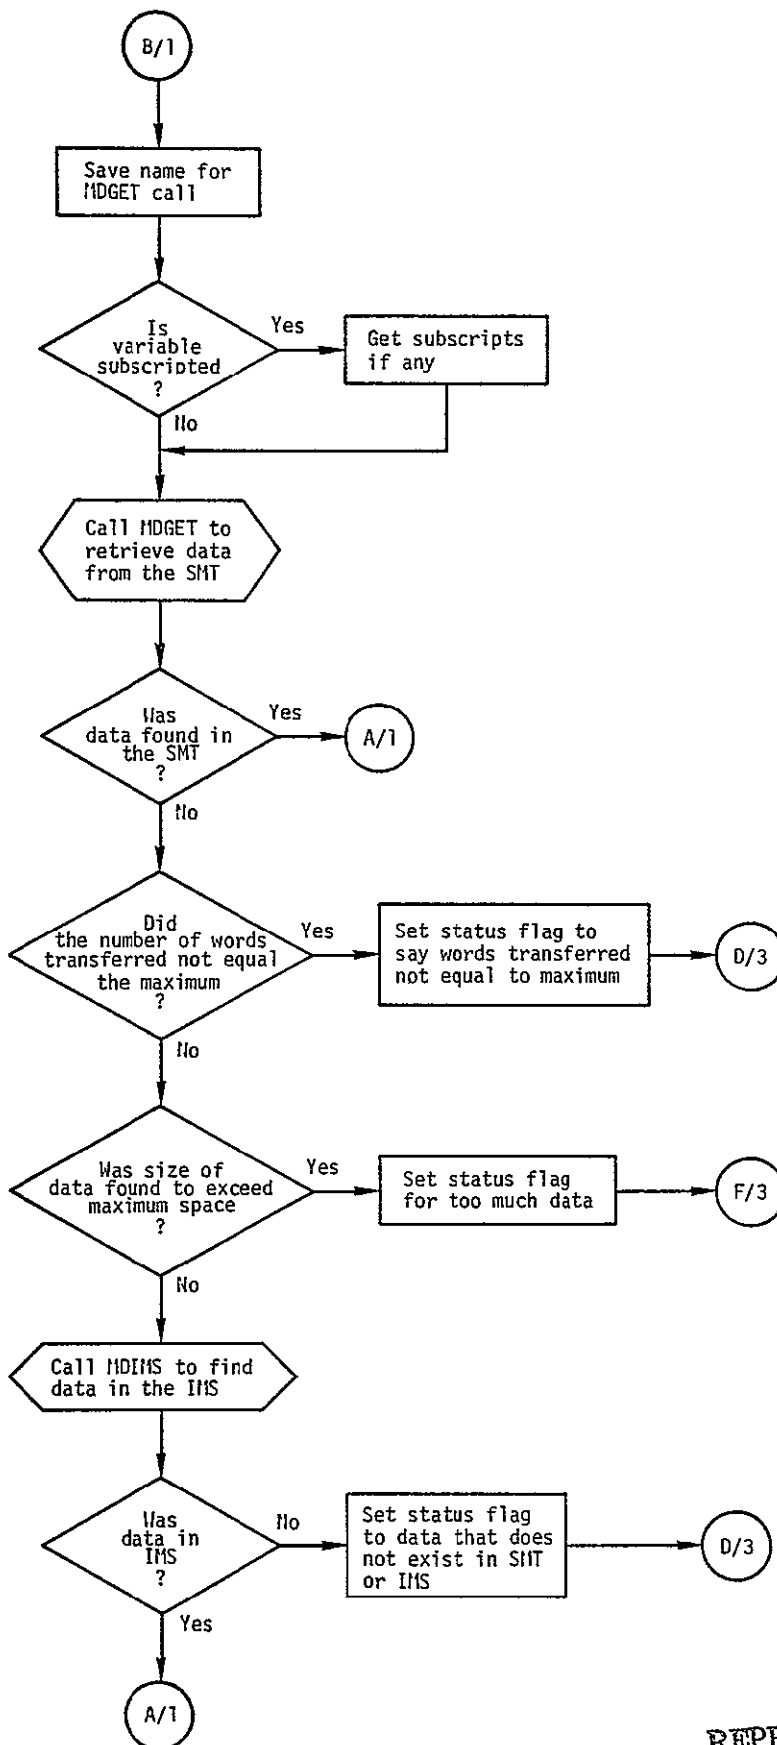 B/1
Save name for
MDGET call
Is
variable
subscripted
?
Yes
Get subscripts
if any
No
Call MDGET to
retrieve data
from the SMT
Was
data found in
the SMT
?
Yes
A/1
No
Did
the number of words
transferred not equal
the maximum
?
Yes
Set status flag to
say words transferred
not equal to maximum
D/3
No
Was size of
data found to exceed
maximum space
?
Yes
Set status flag
for too much data
F/3
No
Call MDIMS to find
data in the IMS
Was
data in
IMS
?
No
Set status flag
to data that does
not exist in SMT
or IMS
D/3
Yes
A/1